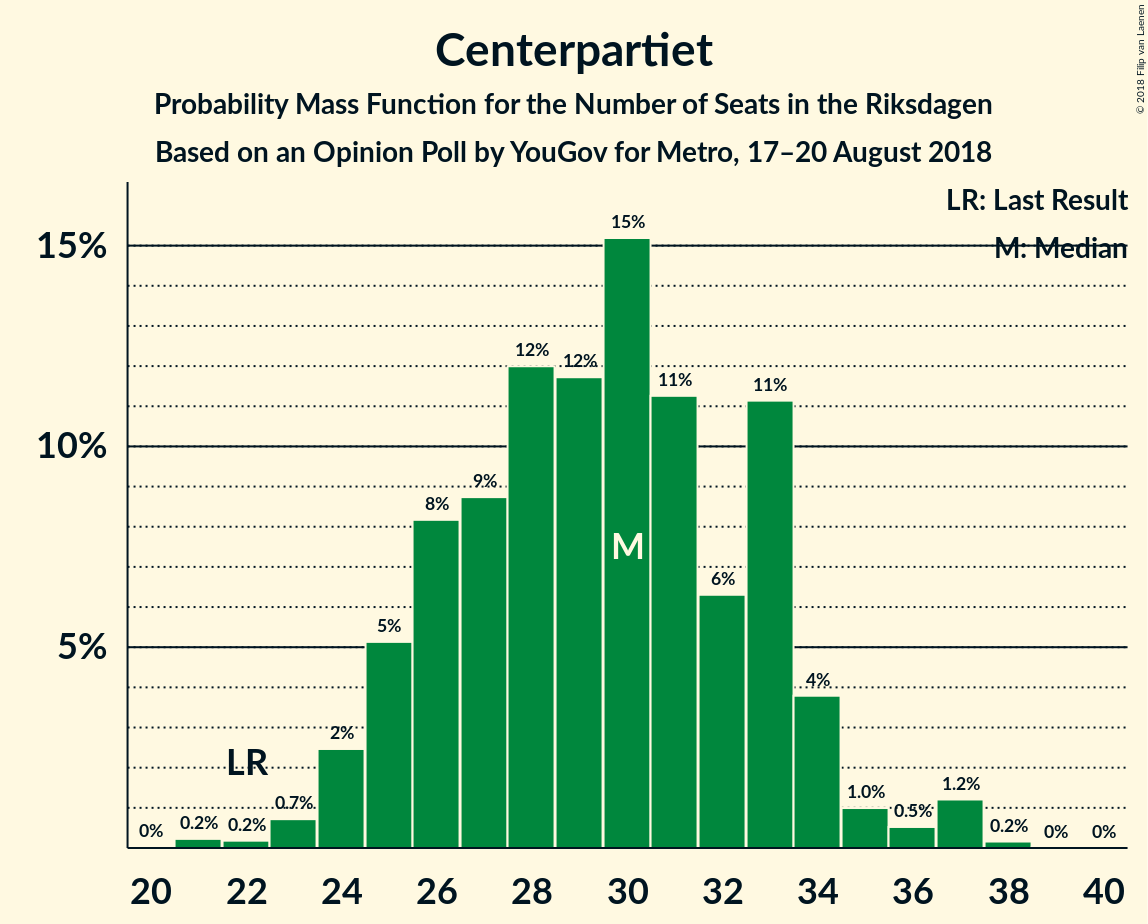 Centerpartiet
Probability Mass Function for the Number of Seats in the Riksdagen
Based on an Opinion Poll by YouGov for Metro, 17–20 August 2018
© 2018 Filip van Laenen
LR: Last Result
M: Median
15%
10%
5%
0%
0.2%
0.2%
0.7%
2%
5%
8%
9%
12%
12%
15%
11%
6%
11%
4%
1.0%
0.5%
1.2%
0.2%
0%
0%
LR
M
20 22 24 26 28 30 32 34 36 38 40